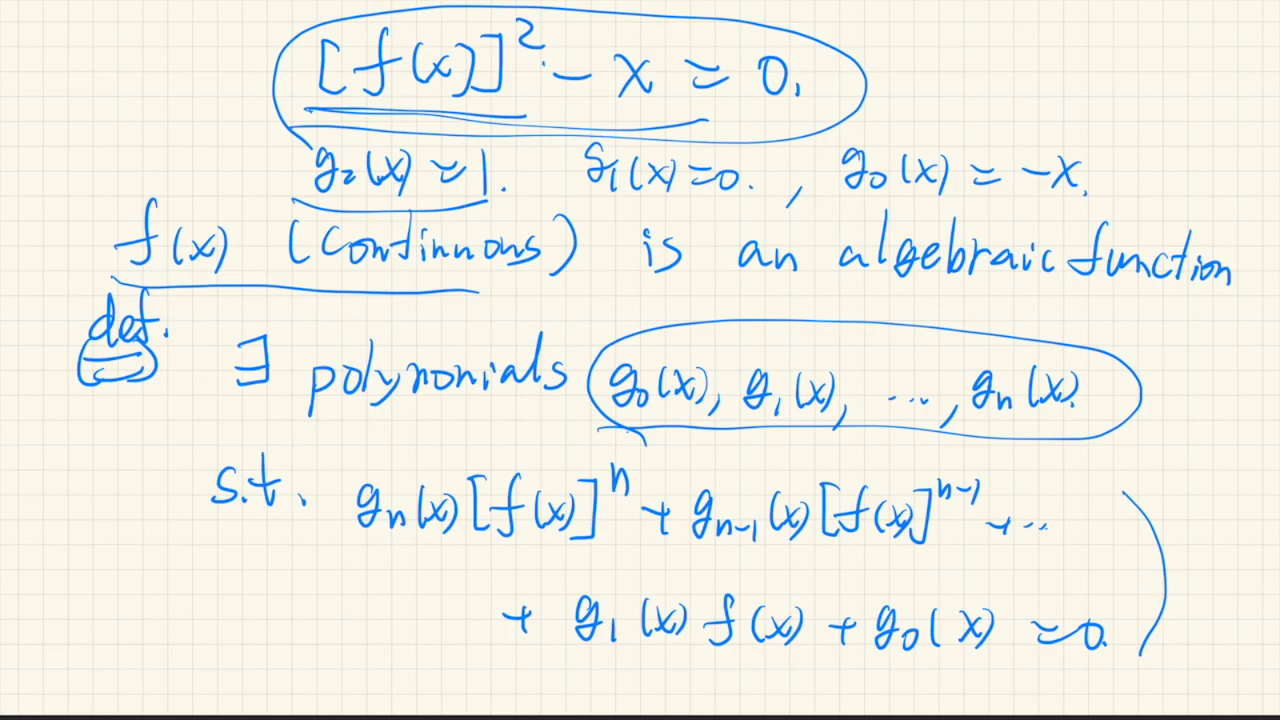 [f(x)]² - x = 0.
g₂(x) = 1. g₁(x) = 0. , g₀(x) = -x.
f(x) (continuous) is an algebraic function
def.
∃ polynonials g₀(x), g₁(x), ..., gₙ(x).
s.t. gₙ(x)[f(x)]ⁿ + gₙ₋₁(x)[f(x)]ⁿ⁻¹ + ...
+ g₁(x) f(x) + g₀(x) = 0.